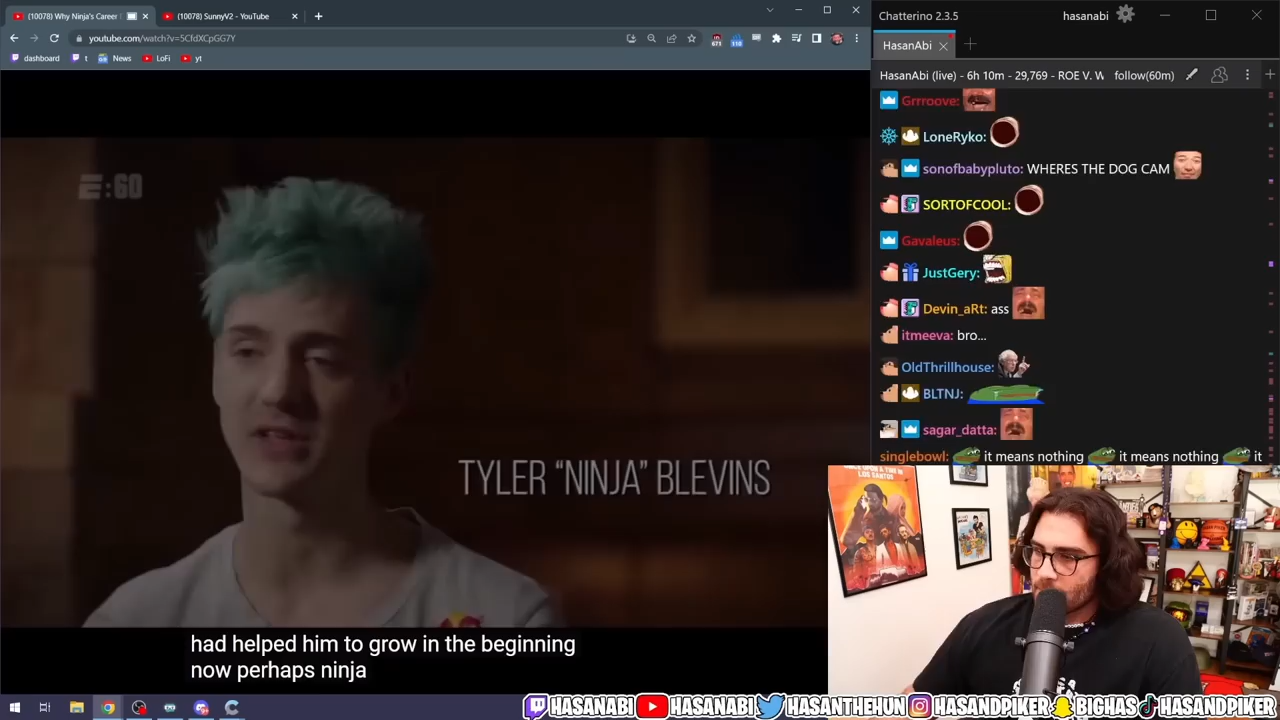 (10078) Why Ninja's Career
(10078) SunnyV2 - YouTube
youtube.com/watch?v=5CfdXCpGG7Y
dashboard
t
News
LoFi
yt
E:60
TYLER "NINJA" BLEVINS
had helped him to grow in the beginning
now perhaps ninja
Chatterino 2.3.5
hasanabi
HasanAbi
HasanAbi (live) - 6h 10m - 29,769 - ROE V. W
follow(60m)
Grrroove:
LoneRyko:
sonofbabypluto: WHERES THE DOG CAM
SORTOFCOOL:
Gavaleus:
JustGery:
Devin_aRt: ass
itmeeva: bro...
OldThrillhouse:
BLTNJ:
sagar_datta:
singlebowl: it means nothing it means nothing it
HASANABI HASANABI HASANTHEHUN HASANDPIKER BIGHAS HASANDPIKER